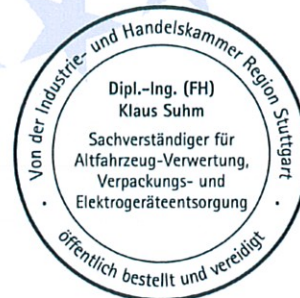 Von der Industrie- und Handelskammer Region Stuttgart
Dipl.-Ing. (FH)
Klaus Suhm
Sachverständiger für
Altfahrzeug-Verwertung,
Verpackungs- und
Elektrogeräteentsorgung
öffentlich bestellt und vereidigt